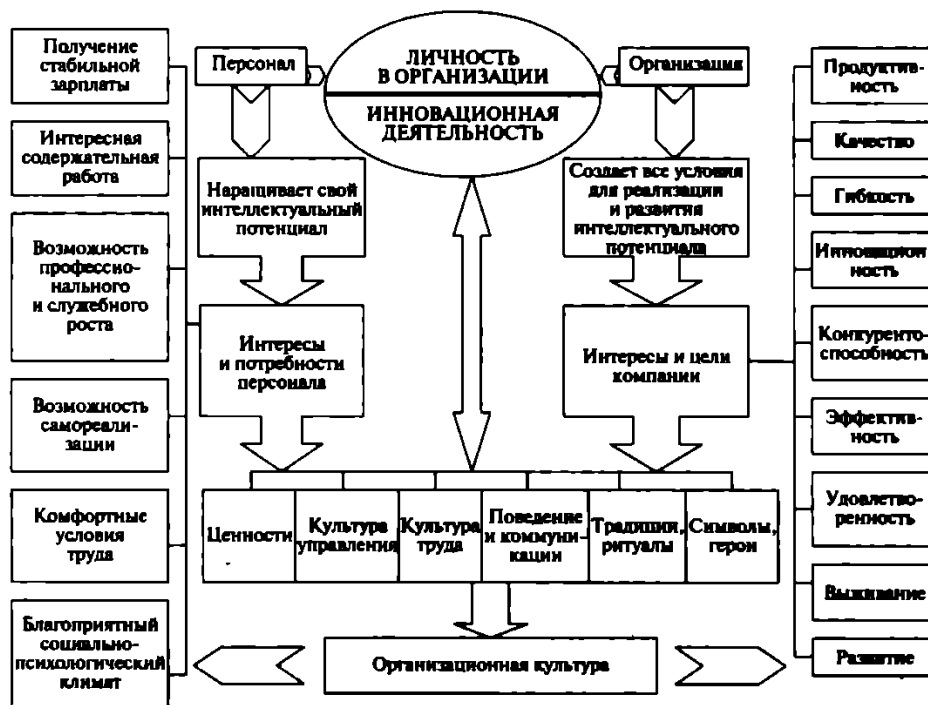 Получение
стабильной
зарплаты
Интересная
содержательная
работа
Возможность
профессио-
нального
и служебного
роста
Возможность
самореали-
зации
Комфортные
условия
труда
Благоприятный
социально-
психологический
климат
Персонал
ЛИЧНОСТЬ
В ОРГАНИЗАЦИИ
ИННОВАЦИОННАЯ
ДЕЯТЕЛЬНОСТЬ
Организация
Наращивает свой
интеллектуальный
потенциал
Создает все условия
для реализации
и развития
интеллектуального
потенциала
Интересы
и потребности
персонала
Интересы и цели
компании
Ценности
Культура
управления
Культура
труда
Поведение
и коммуни-
кации
Традиции,
ритуалы
Символы,
герои
Организационная культура
Продуктив-
ность
Качество
Гибкость
Инновацион
ность
Конкуренто-
способность
Эффектив-
ность
Удовлетво-
ренность
Выживание
Развитие